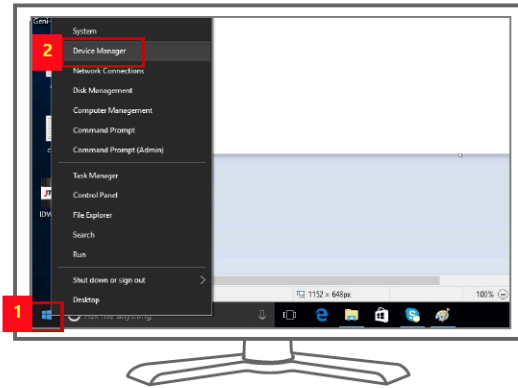 Geni-
System
2
Device Manager
Network Connections
Disk Management
Computer Management
Command Prompt
Command Prompt (Admin)
Task Manager
Control Panel
File Explorer
Search
Run
Shut down or sign out
Desktop
JT
IDW
1152 × 648px
100%
1
Ask me anything